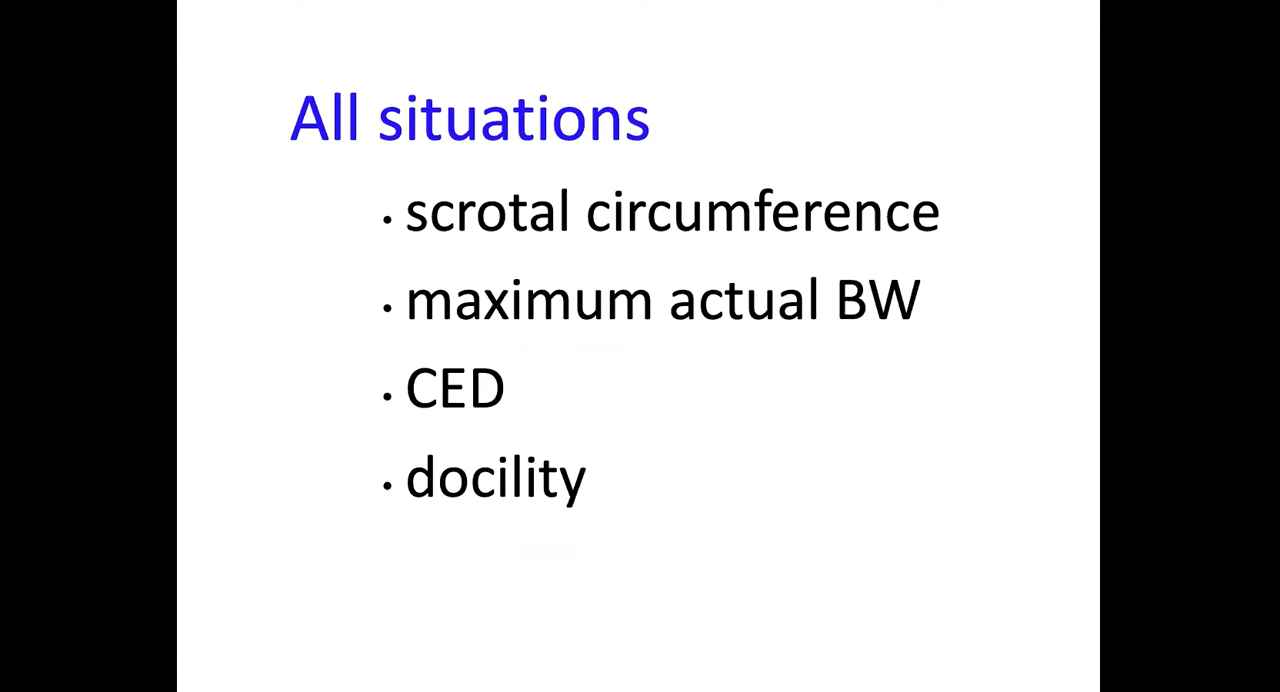 All situations
• scrotal circumference
• maximum actual BW
• CED
• docility